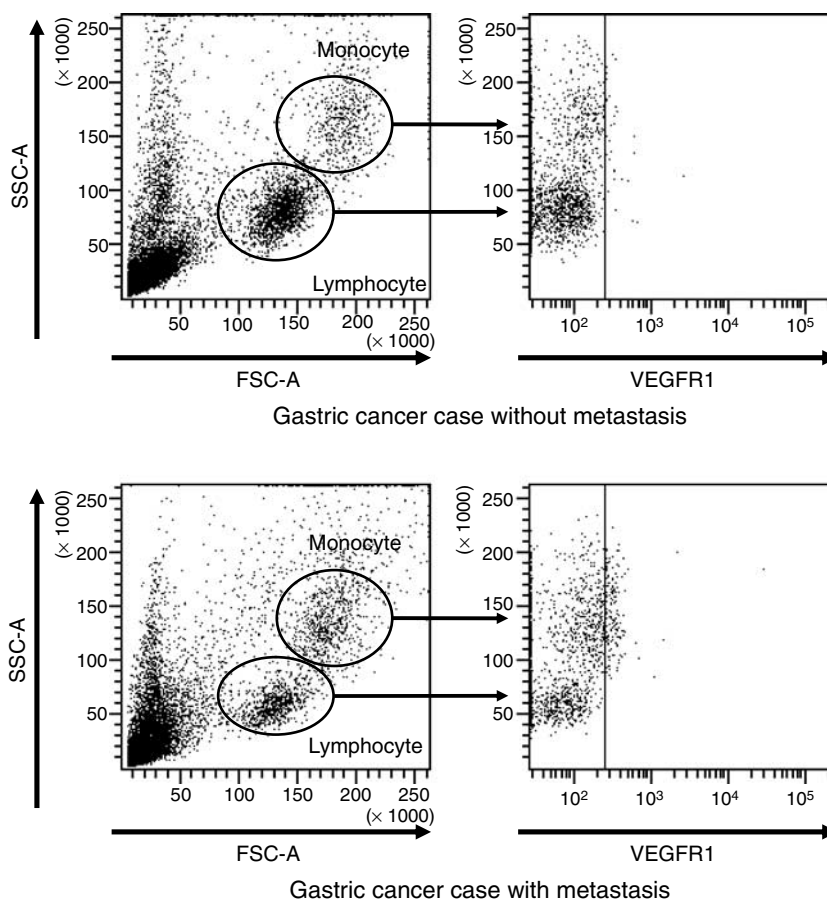 250
200
150
100
50
(× 1000)
SSC-A
Monocyte
Lymphocyte
50 100 150 200 250
(× 1000)
FSC-A
250
200
150
100
50
(× 1000)
10² 10³ 10⁴ 10⁵
VEGFR1
Gastric cancer case without metastasis
250
200
150
100
50
(× 1000)
SSC-A
Monocyte
Lymphocyte
50 100 150 200 250
(× 1000)
FSC-A
250
200
150
100
50
(× 1000)
10² 10³ 10⁴ 10⁵
VEGFR1
Gastric cancer case with metastasis